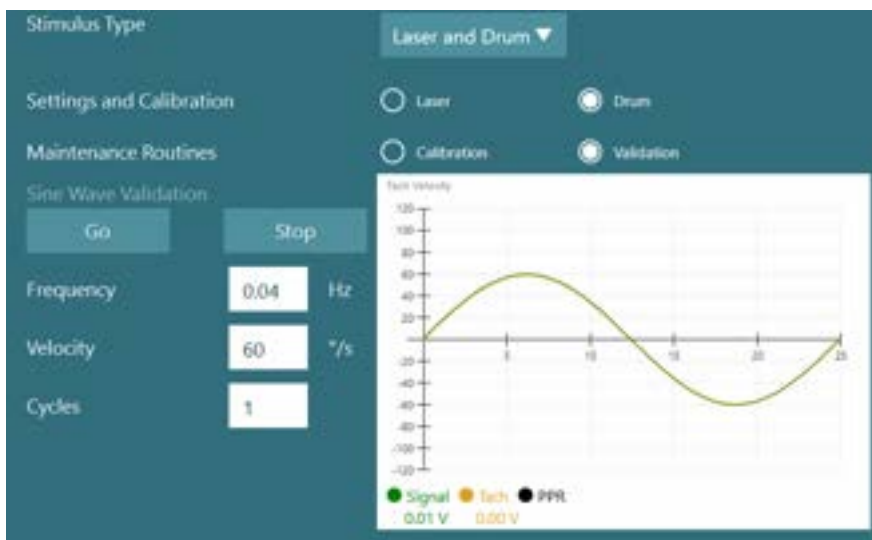 Stimulus Type
Laser and Drum ▼
Settings and Calibration
Laser
Drum
Maintenance Routines
Calibration
Validation
Sine Wave Validation
Go
Stop
Frequency
0.04
Hz
Velocity
60
°/s
Cycles
1
Tach Velocity
120
100
80
60
40
20
5
10
15
20
25
-20
-40
-60
-80
-100
-120
Signal
Tach
PPR
0.01 V
0.00 V